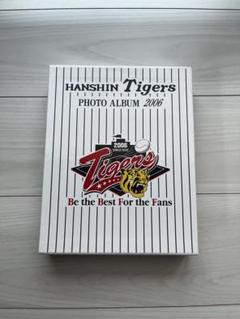 HANSHIN Tigers
PHOTO ALBUM 2006
2006
Tigers
Be the Best For the Fans